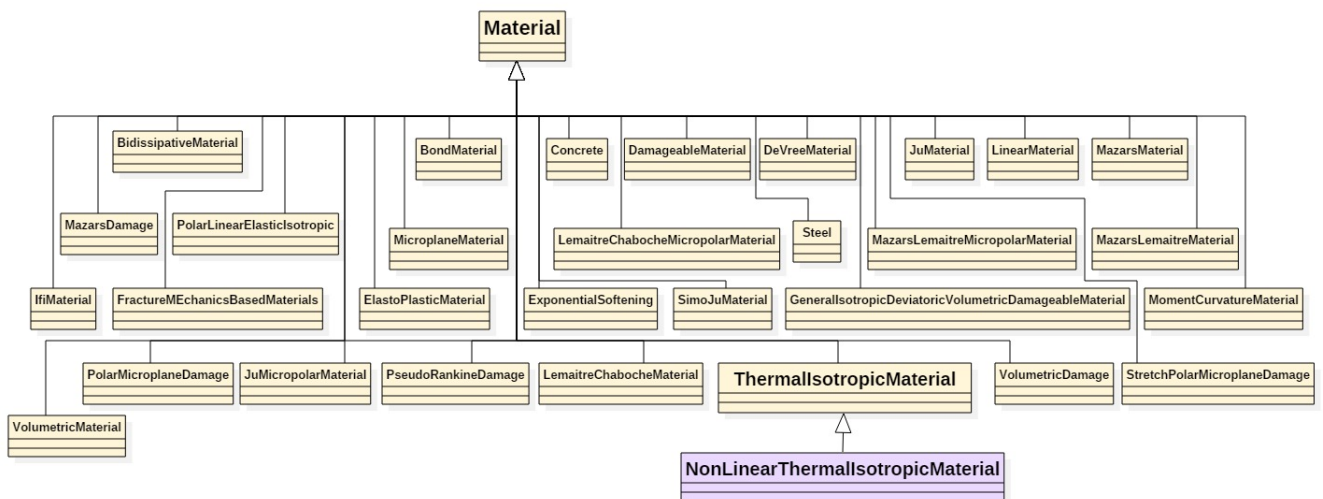 Material
BidissipativeMaterial
BondMaterial
Concrete
DamageableMaterial
DeVreeMaterial
JuMaterial
LinearMaterial
MazarsMaterial
MazarsDamage
PolarLinearElasticIsotropic
MicroplaneMaterial
LemaitreChabocheMicropolarMaterial
Steel
MazarsLemaitreMicropolarMaterial
MazarsLemaitreMaterial
IfiMaterial
FractureMEchanicsBasedMaterials
ElastoPlasticMaterial
ExponentialSoftening
SimoJuMaterial
GeneralIsotropicDeviatoricVolumetricDamageableMaterial
MomentCurvatureMaterial
PolarMicroplaneDamage
JuMicropolarMaterial
PseudoRankineDamage
LemaitreChabocheMaterial
ThermalIsotropicMaterial
VolumetricDamage
StretchPolarMicroplaneDamage
VolumetricMaterial
NonLinearThermalIsotropicMaterial